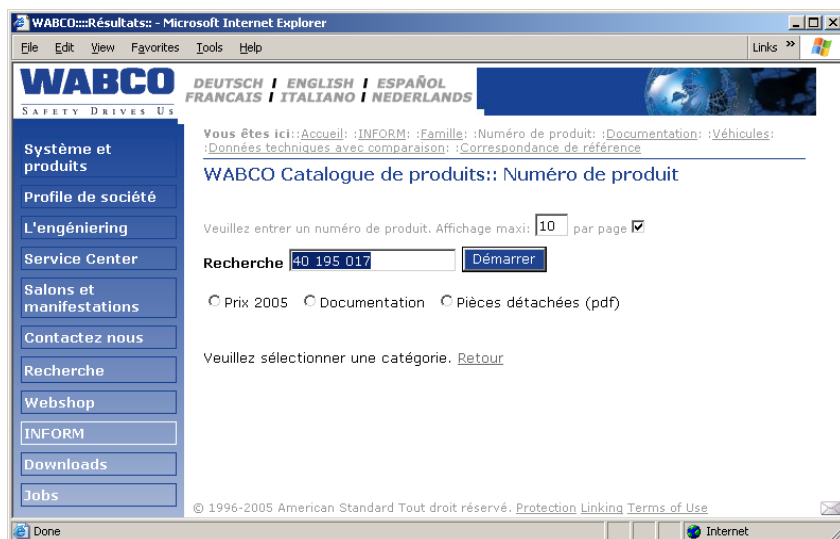 WABCO::::Résultats:: - Microsoft Internet Explorer
File Edit View Favorites Tools Help Links »
WABCO
SAFETY DRIVES US
DEUTSCH I ENGLISH I ESPAÑOL
FRANCAIS I ITALIANO I NEDERLANDS
Vous êtes ici::Accueil: :INFORM: :Famille: :Numéro de produit: :Documentation: :Véhicules:
:Données techniques avec comparaison: :Correspondance de référence
WABCO Catalogue de produits:: Numéro de produit
Veuillez entrer un numéro de produit. Affichage maxi: 10 par page
Recherche 40 195 017 Démarrer
Prix 2005 Documentation Pièces détachées (pdf)
Veuillez sélectionner une catégorie. Retour
Système et
produits
Profile de société
L'engéniering
Service Center
Salons et
manifestations
Contactez nous
Recherche
Webshop
INFORM
Downloads
Jobs
© 1996-2005 American Standard Tout droit réservé. Protection Linking Terms of Use
Done Internet